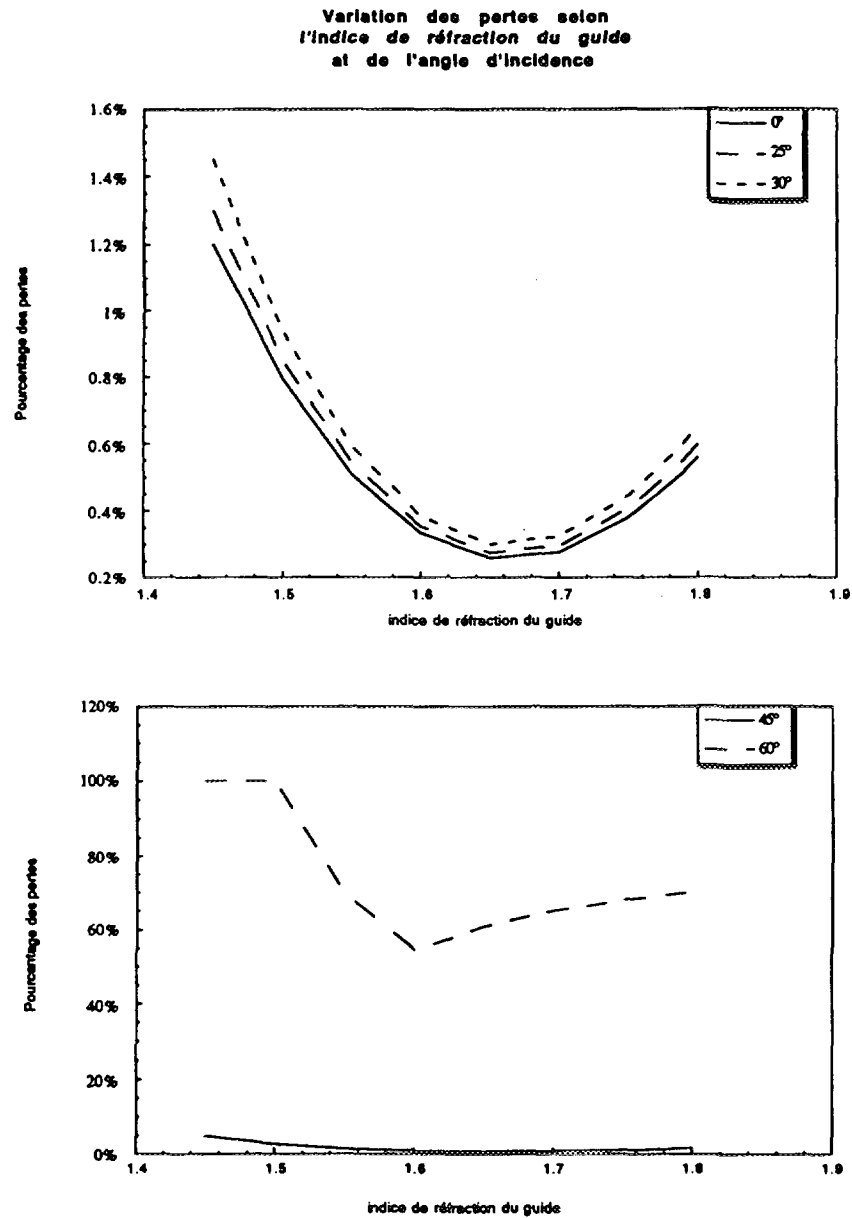 Variation des pertes selon
l'indice de réfraction du guide
at de l'angle d'incidence
1.6%
1.4%
1.2%
1%
0.8%
0.6%
0.4%
0.2%
Pourcentage des pertes
0°
25°
30°
1.4 1.5 1.6 1.7 1.8 1.9
indice de réfraction du guide
120%
100%
80%
60%
40%
20%
0%
Pourcentage des pertes
45°
60°
1.4 1.5 1.6 1.7 1.8 1.9
indice de réfraction du guide